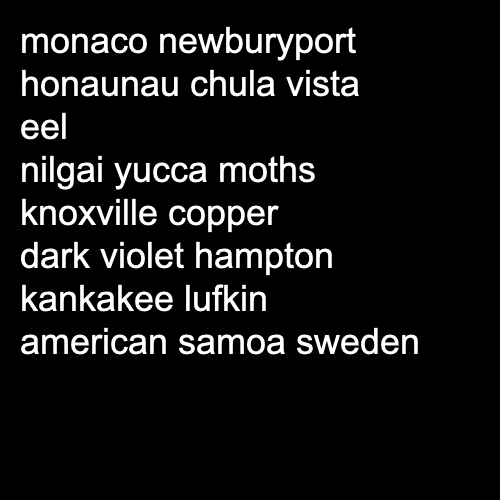 monaco newburyport
honaunau chula vista
eel
nilgai yucca moths
knoxville copper
dark violet hampton
kankakee lufkin
american samoa sweden